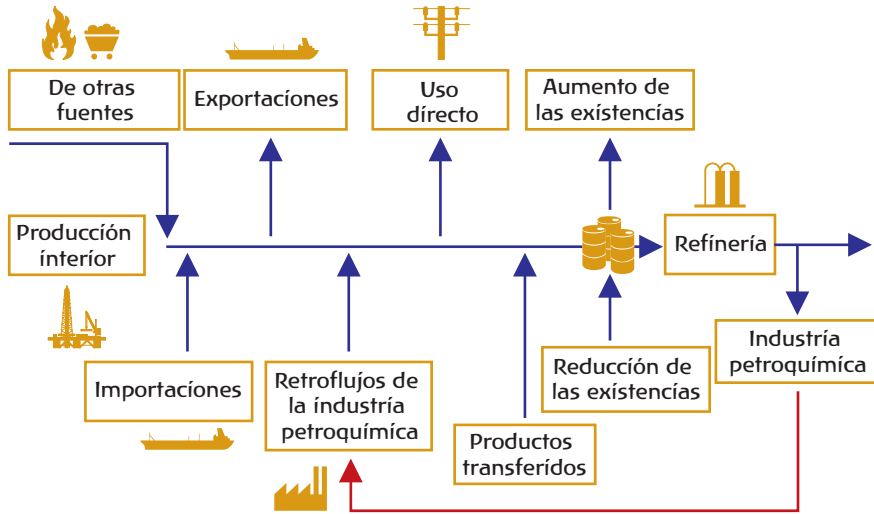 De otras
fuentes
Exportaciones
Uso
directo
Aumento de
las existencias
Producción
interior
Refinería
Importaciones
Retroflujos de
la industria
petroquímica
Productos
transferidos
Reducción de
las existencias
Industria
petroquímica